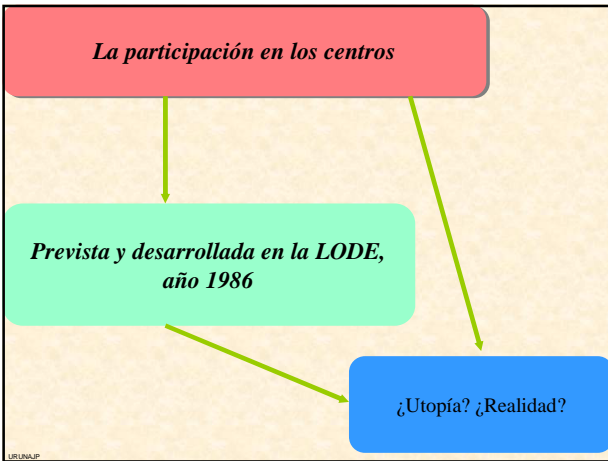 La participación en los centros
Prevista y desarrollada en la LODE,
año 1986
¿Utopía? ¿Realidad?
URUNAJP